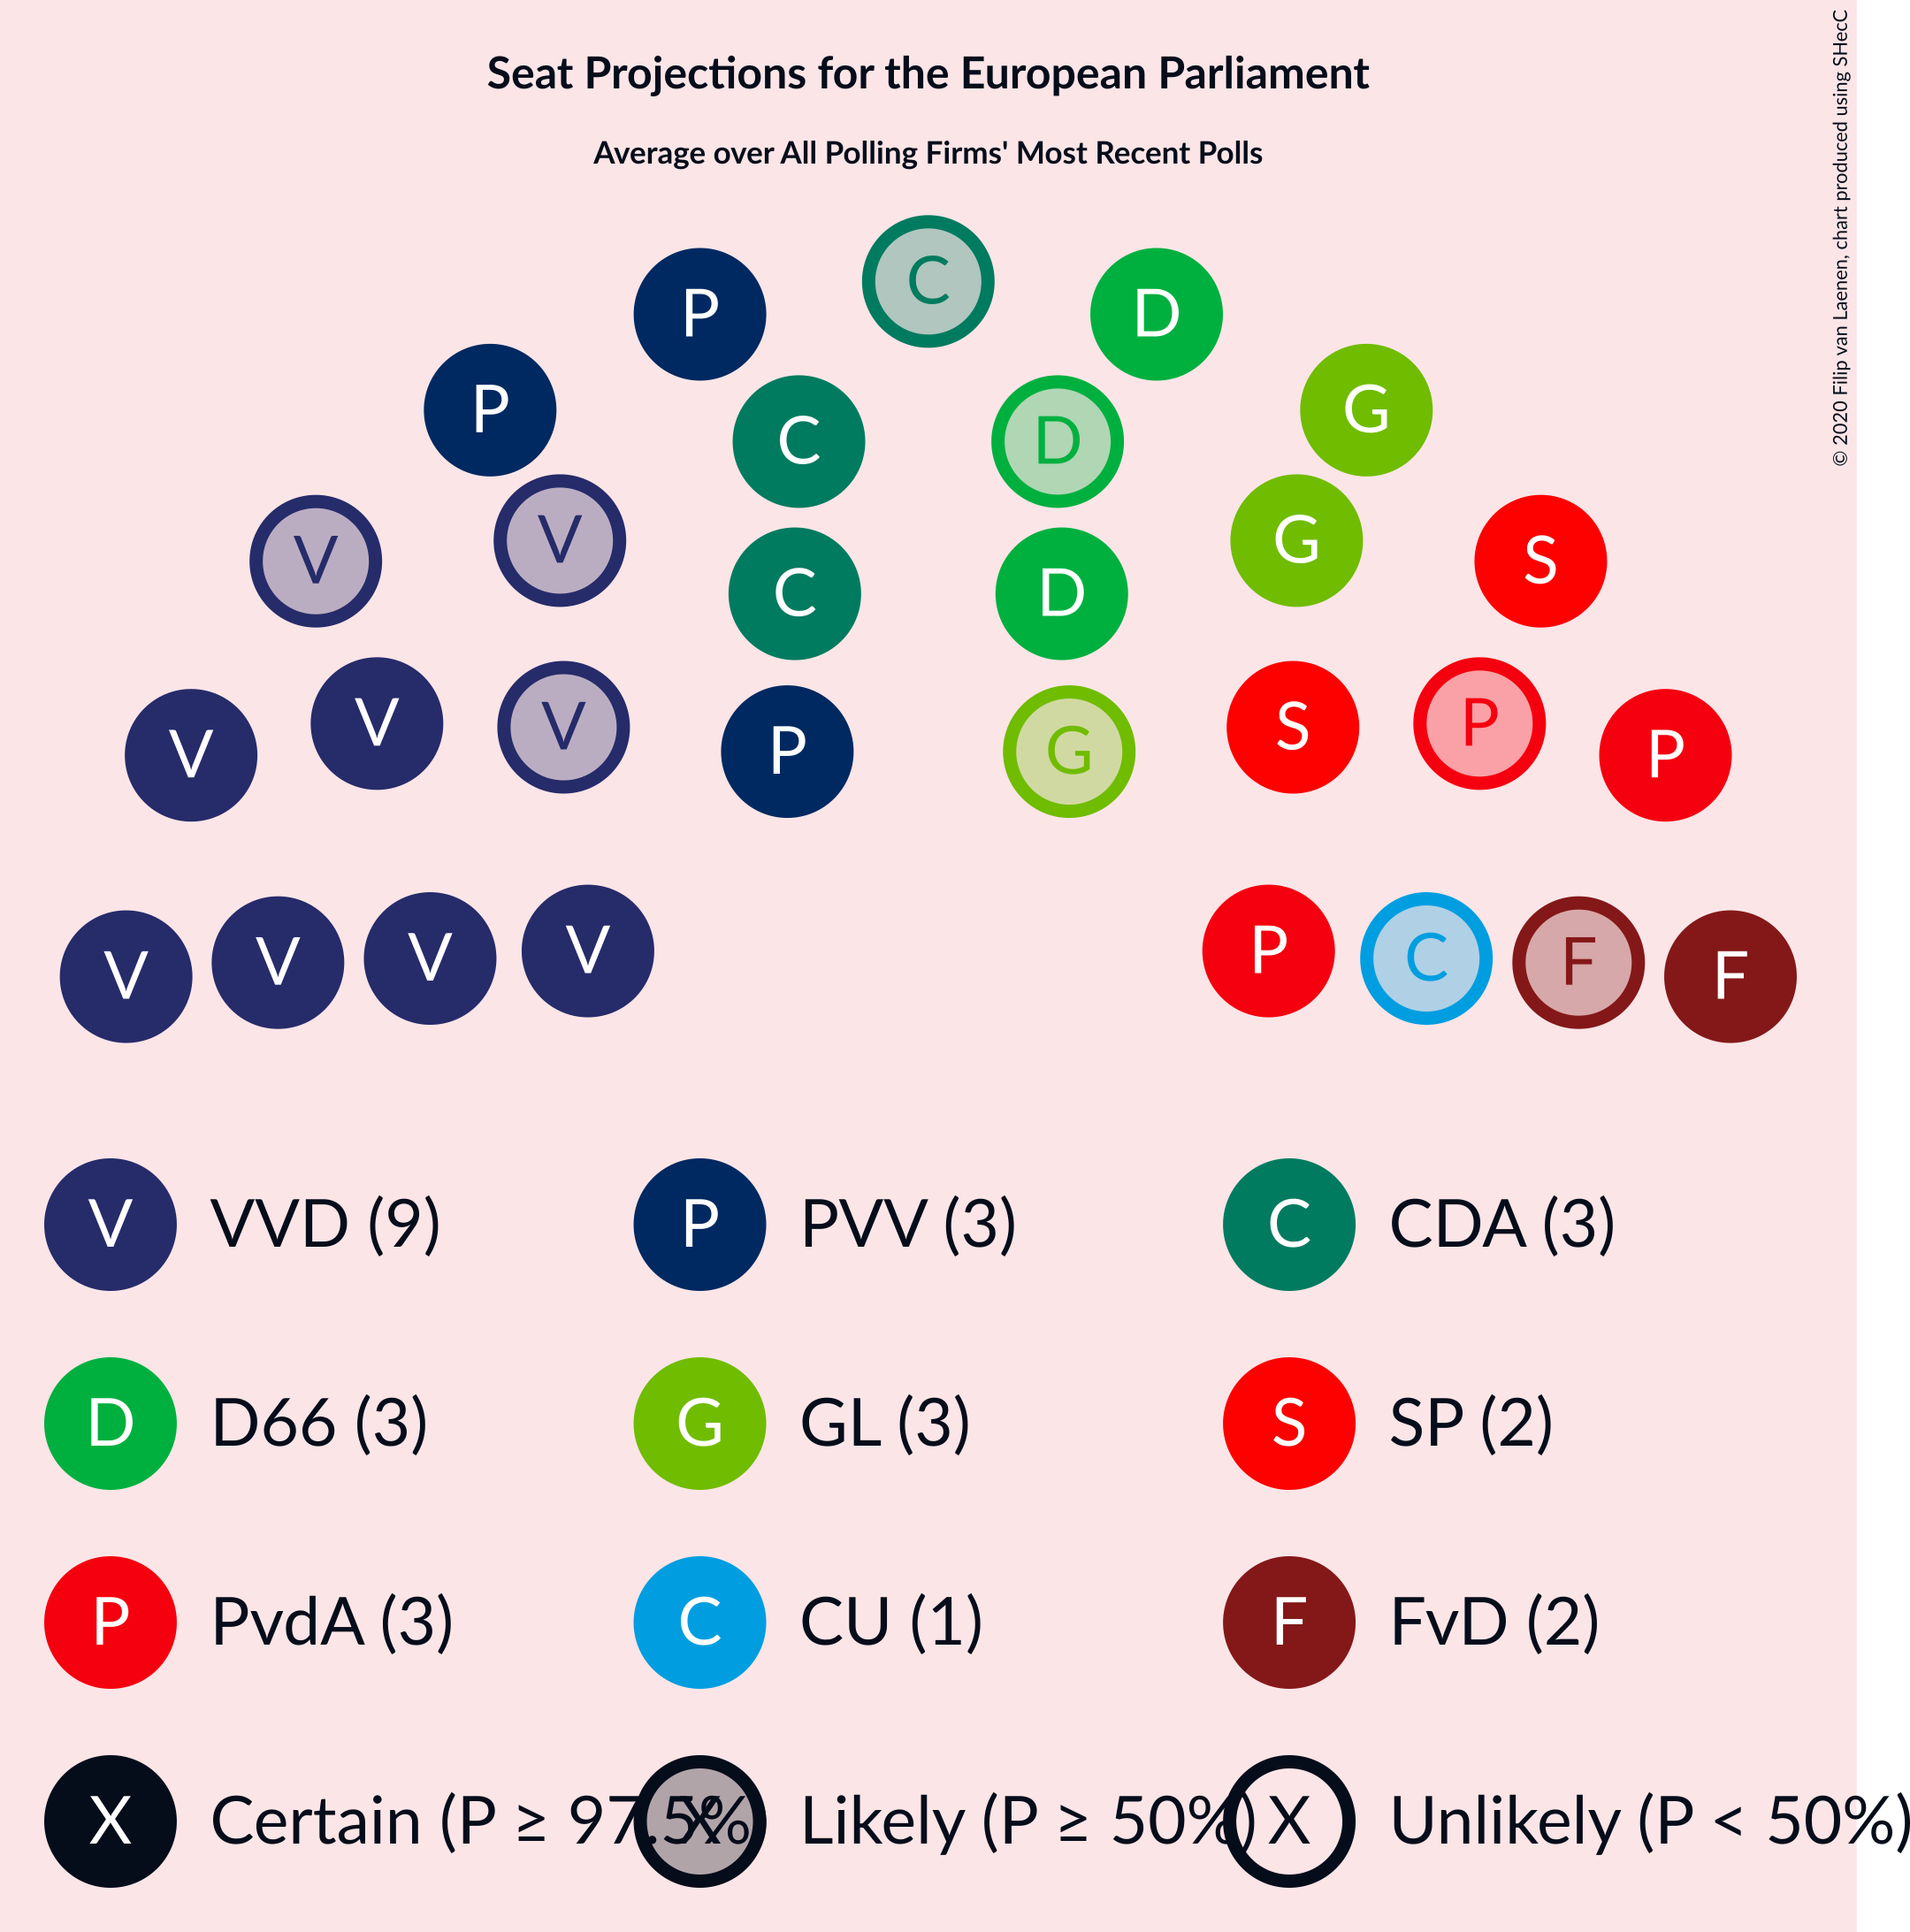 Seat Projections for the European Parliament
Average over All Polling Firms' Most Recent Polls
© 2020 Filip van Laenen, chart produced using SHecC
C
P D
P G
C D
V V G S
C D
V V V P G S P P
V V V V P C F F
V VVD (9) P PVV (3) C CDA (3)
D D66 (3) G GL (3) S SP (2)
P PvdA (3) C CU (1) F FvD (2)
X Certain (P ≥ 97.5%) X Likely (P ≥ 50%) X Unlikely (P < 50%)